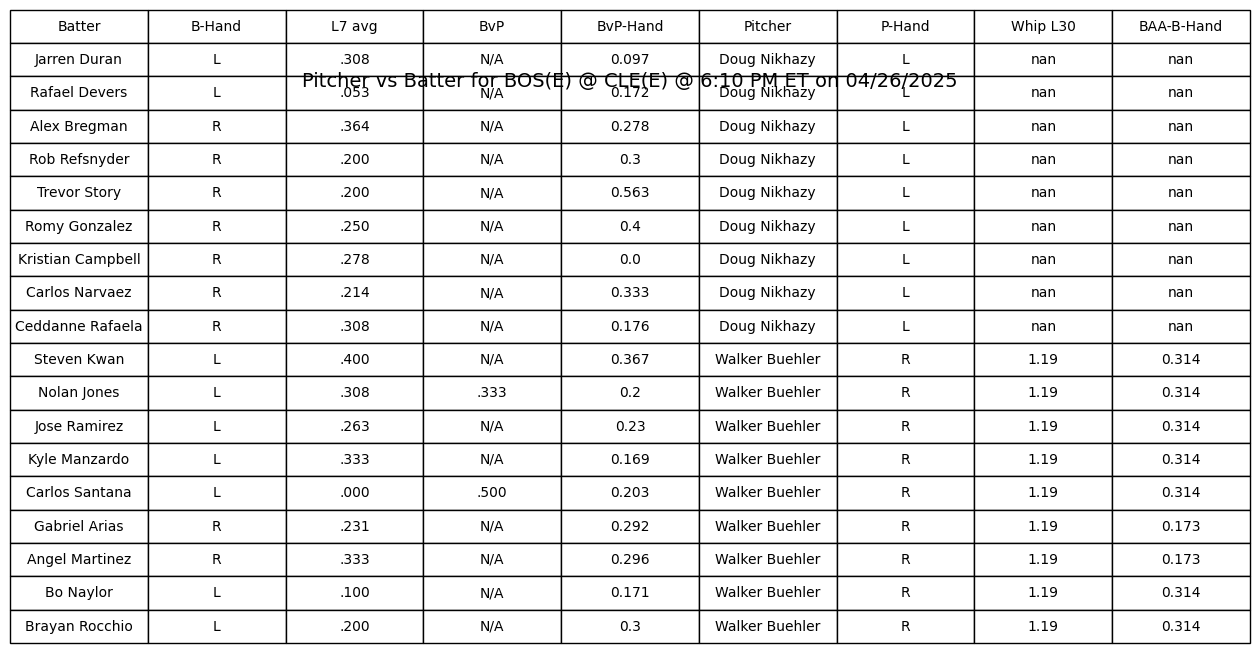 Batter B-Hand L7 avg BvP BvP-Hand Pitcher P-Hand Whip L30 BAA-B-Hand
Jarren Duran L .308 N/A 0.097 Doug Nikhazy L nan nan
Pitcher vs Batter for BOS(E) @ CLE(E) @ 6:10 PM ET on 04/26/2025
Rafael Devers L .053 N/A 0.172 Doug Nikhazy L nan nan
Alex Bregman R .364 N/A 0.278 Doug Nikhazy L nan nan
Rob Refsnyder R .200 N/A 0.3 Doug Nikhazy L nan nan
Trevor Story R .200 N/A 0.563 Doug Nikhazy L nan nan
Romy Gonzalez R .250 N/A 0.4 Doug Nikhazy L nan nan
Kristian Campbell R .278 N/A 0.0 Doug Nikhazy L nan nan
Carlos Narvaez R .214 N/A 0.333 Doug Nikhazy L nan nan
Ceddanne Rafaela R .308 N/A 0.176 Doug Nikhazy L nan nan
Steven Kwan L .400 N/A 0.367 Walker Buehler R 1.19 0.314
Nolan Jones L .308 .333 0.2 Walker Buehler R 1.19 0.314
Jose Ramirez L .263 N/A 0.23 Walker Buehler R 1.19 0.314
Kyle Manzardo L .333 N/A 0.169 Walker Buehler R 1.19 0.314
Carlos Santana L .000 .500 0.203 Walker Buehler R 1.19 0.314
Gabriel Arias R .231 N/A 0.292 Walker Buehler R 1.19 0.173
Angel Martinez R .333 N/A 0.296 Walker Buehler R 1.19 0.173
Bo Naylor L .100 N/A 0.171 Walker Buehler R 1.19 0.314
Brayan Rocchio L .200 N/A 0.3 Walker Buehler R 1.19 0.314